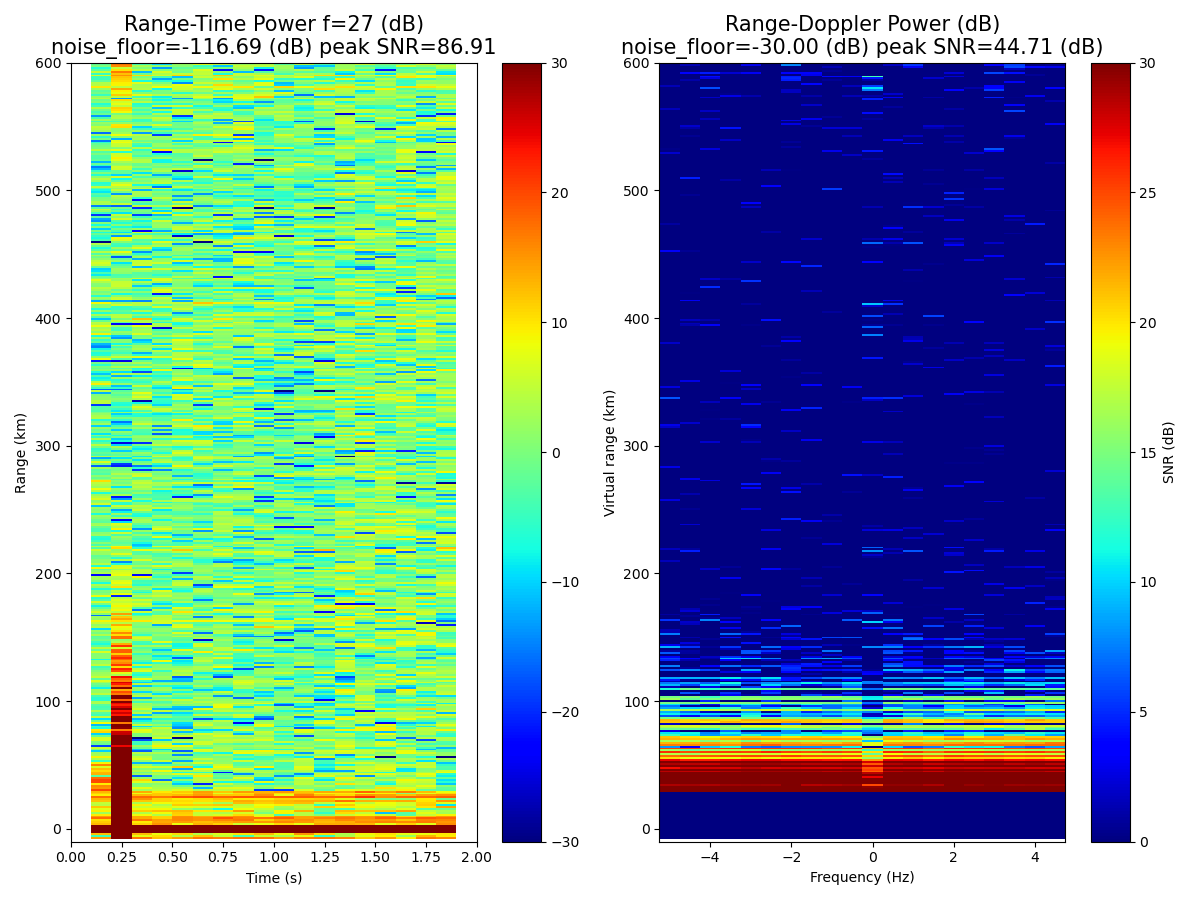 Range-Time Power f=27 (dB)
noise_floor=-116.69 (dB) peak SNR=86.91
Range (km)
600
500
400
300
200
100
0
0.00 0.25 0.50 0.75 1.00 1.25 1.50 1.75 2.00
Time (s)
30
20
10
0
−10
−20
−30
Range-Doppler Power (dB)
noise_floor=-30.00 (dB) peak SNR=44.71 (dB)
Virtual range (km)
600
500
400
300
200
100
0
−4 −2 0 2 4
Frequency (Hz)
30
25
20
15
10
5
0
SNR (dB)